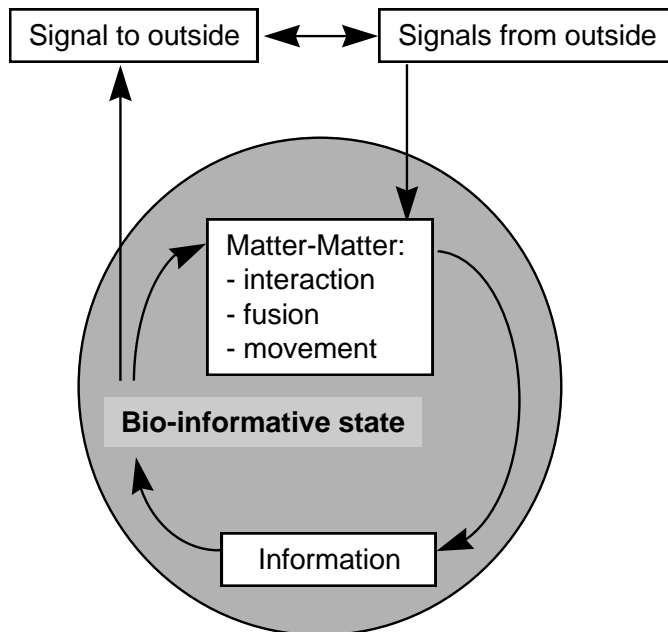 Signal to outside
Signals from outside
Matter-Matter:
- interaction
- fusion
- movement
Bio-informative state
Information